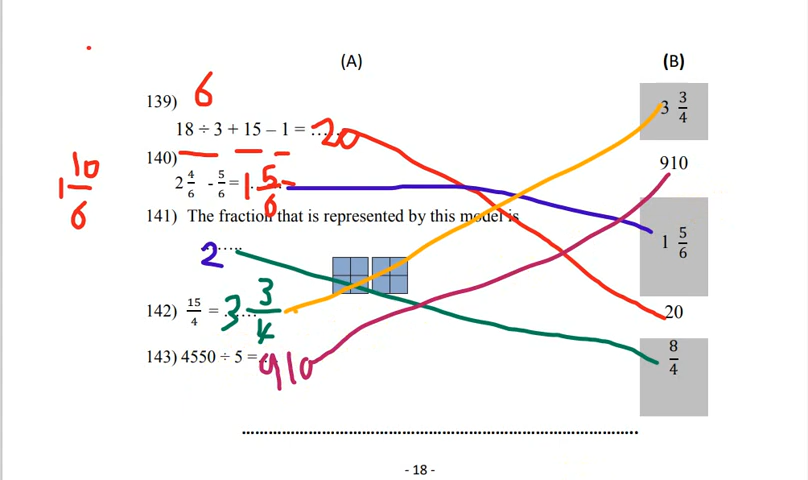 (A) (B)
139) 6
18 ÷ 3 + 15 – 1 = ..... 20
3 3/4
140)
910
1 10/6
2 4/6 - 5/6 = 1 5/6
141) The fraction that is represented by this model is
1 5/6
..... 2
142) 15/4 = ..... 3 3/4
20
143) 4550 ÷ 5 = .. 910
8/4
- 18 -